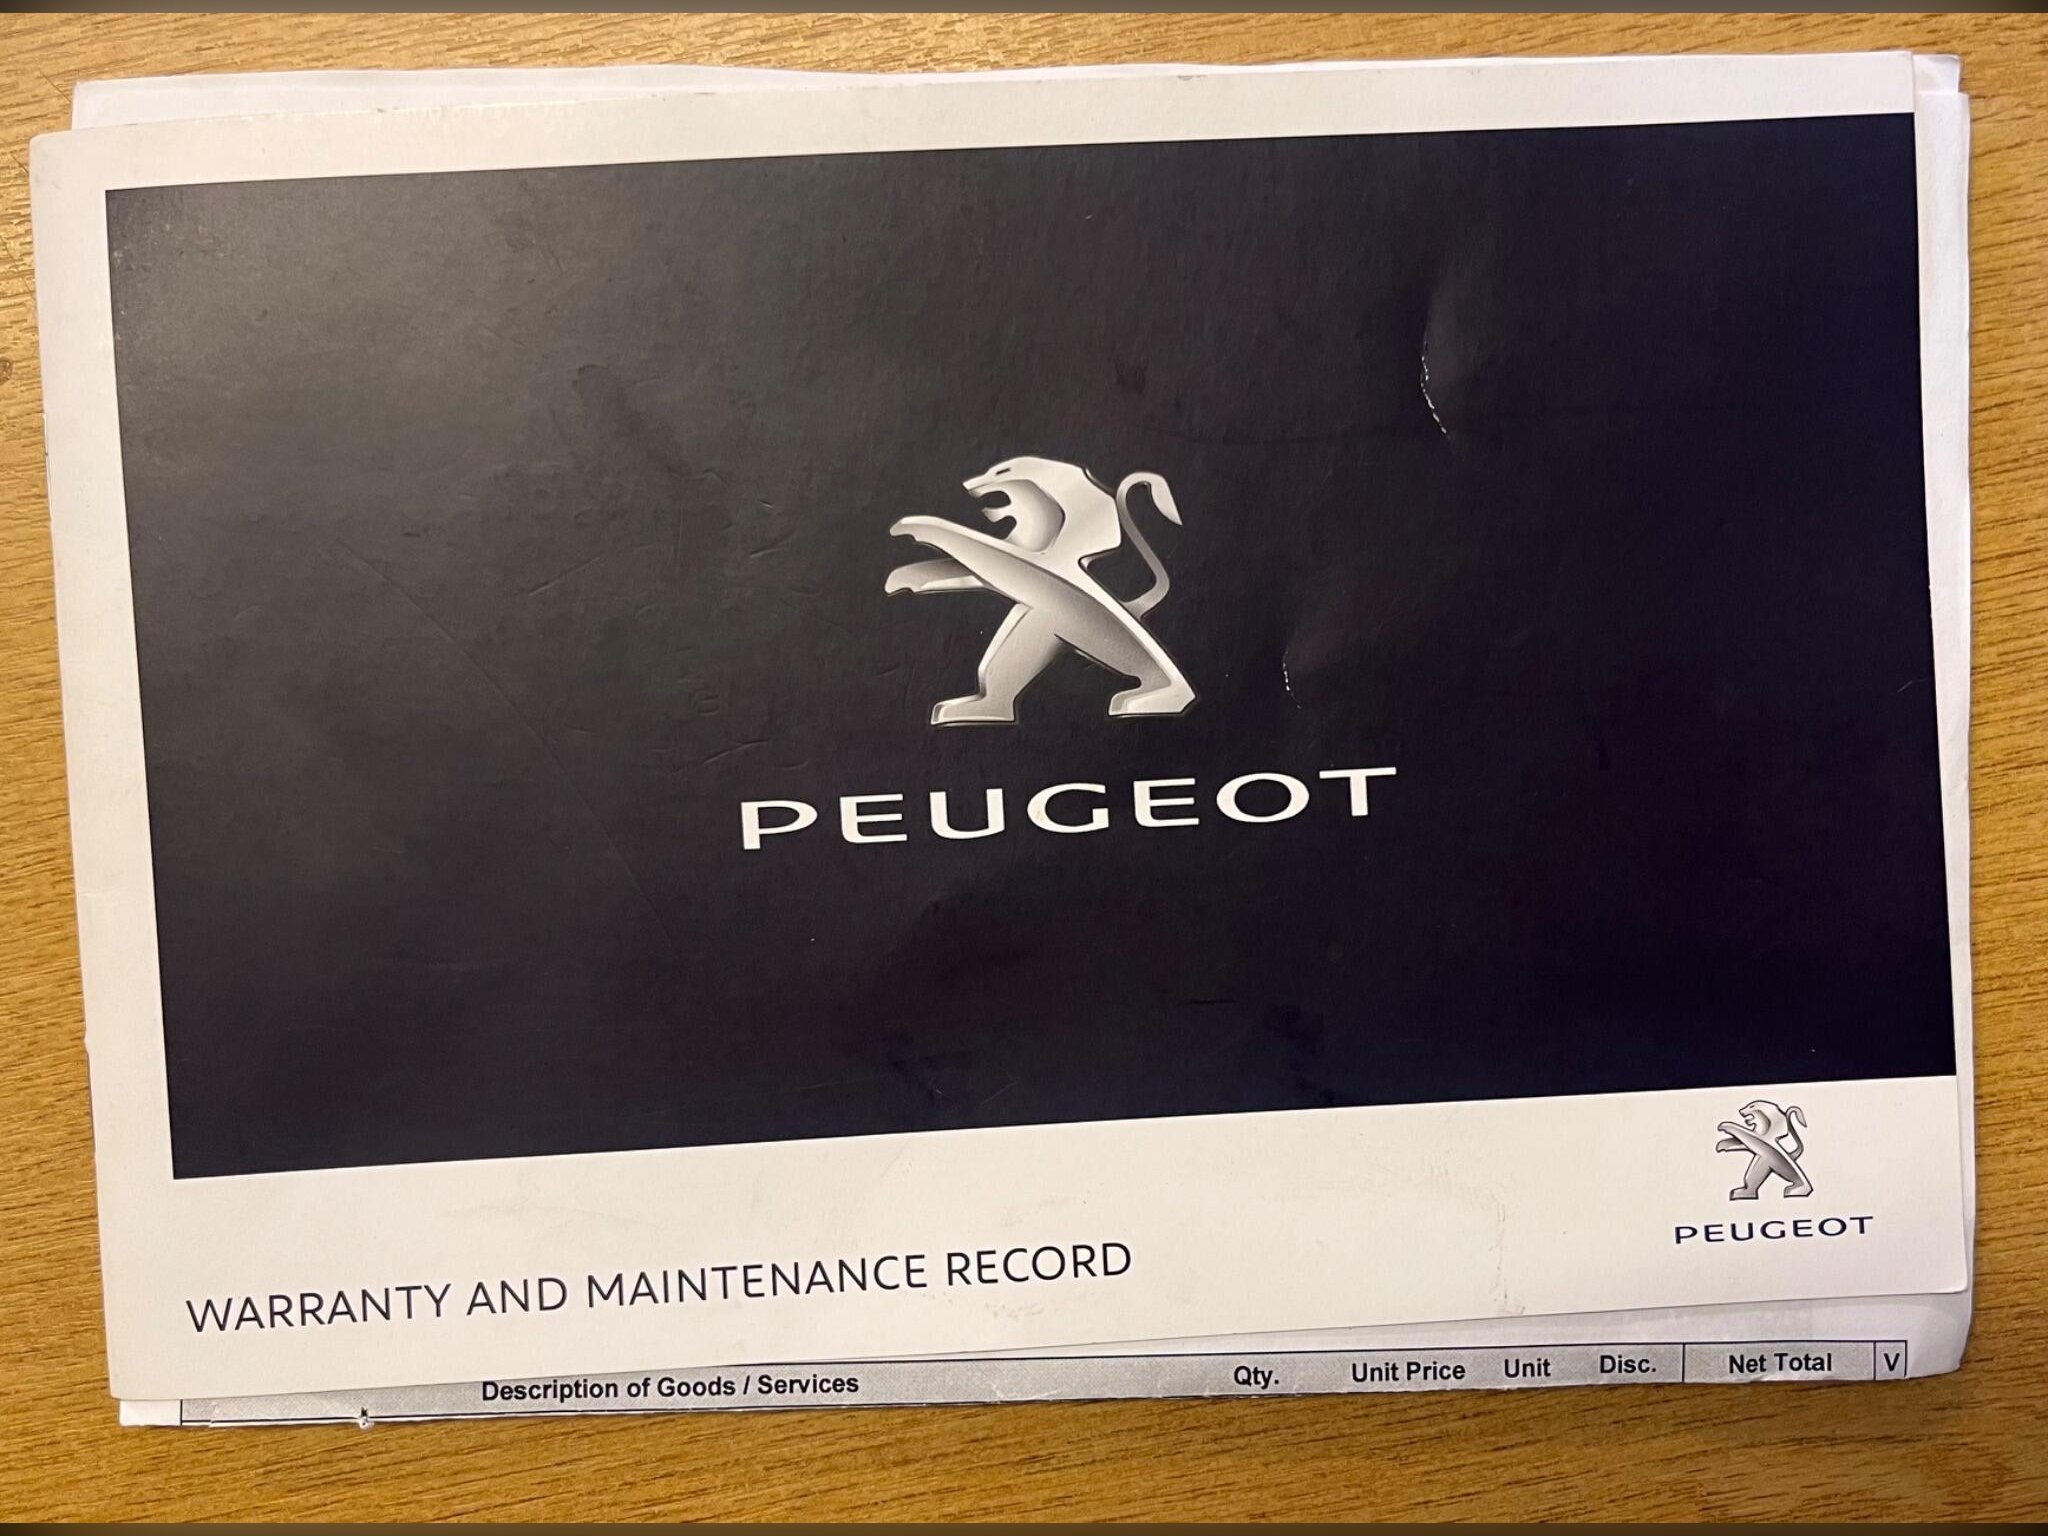 PEUGEOT
PEUGEOT
WARRANTY AND MAINTENANCE RECORD
Description of Goods / Services Qty. Unit Price Unit Disc. Net Total V